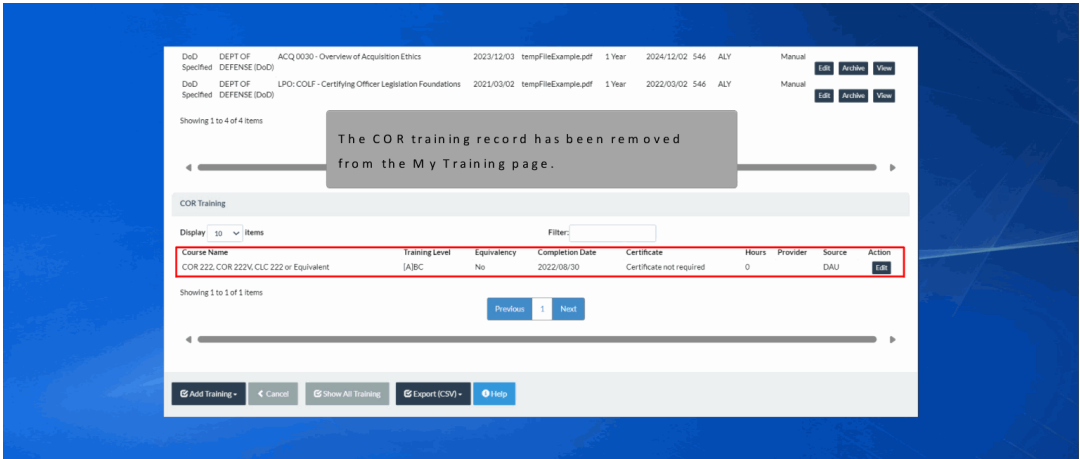 DoD DEPT OF ACQ 0030 - Overview of Acquisition Ethics 2023/12/03 tempFileExample.pdf 1 Year 2024/12/02 546 ALY Manual
Specified DEFENSE (DoD) Edit Archive View
DoD DEPT OF LPO: COLF - Certifying Officer Legislation Foundations 2021/03/02 tempFileExample.pdf 1 Year 2022/03/02 546 ALY Manual
Specified DEFENSE (DoD) Edit Archive View
Showing 1 to 4 of 4 items
The COR training record has been removed
from the My Training page.
COR Training
Display 10 items Filter:
Course Name Training Level Equivalency Completion Date Certificate Hours Provider Source Action
COR 222, COR 222V, CLC 222 or Equivalent [A]BC No 2022/08/30 Certificate not required 0 DAU Edit
Showing 1 to 1 of 1 items
Previous 1 Next
Add Training Cancel Show All Training Export (CSV) Help